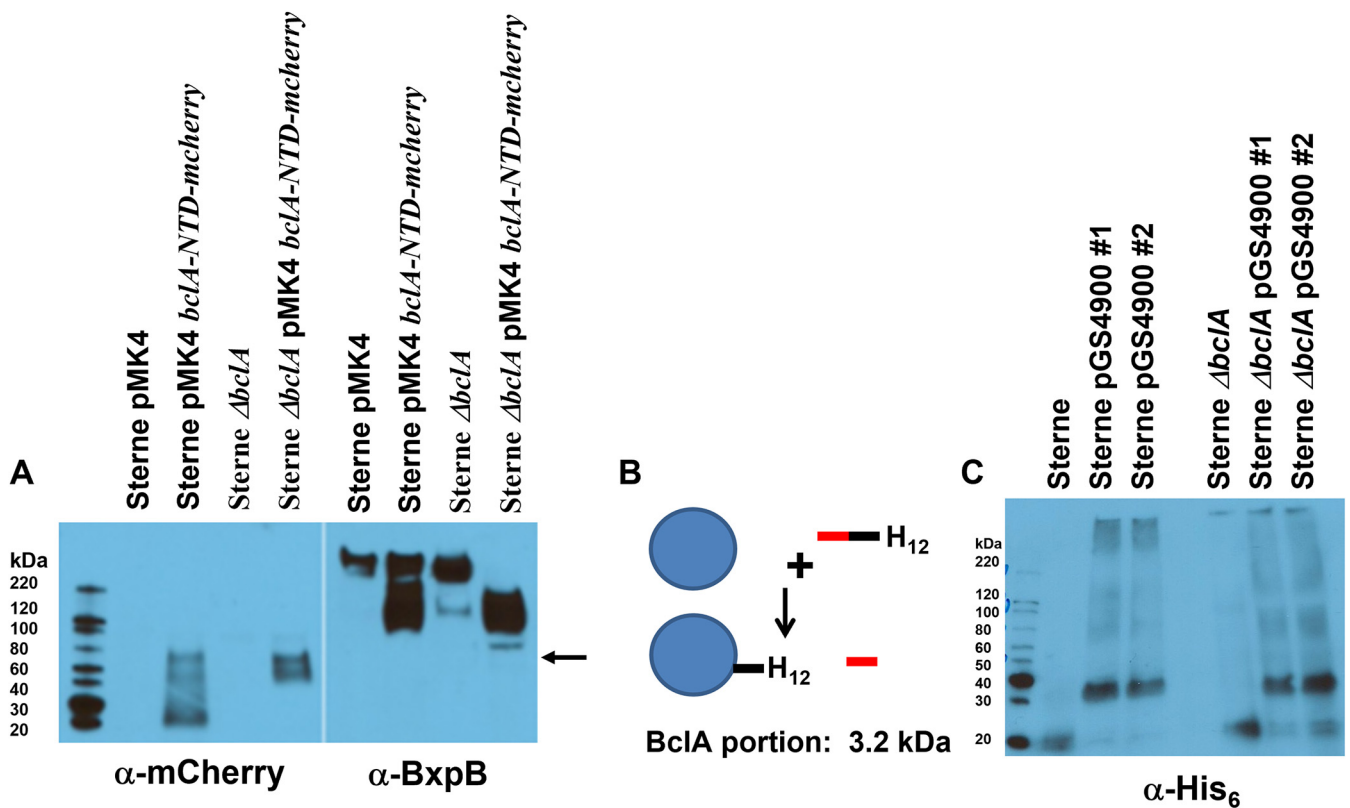 Sterne pMK4
Sterne pMK4 bclA-NTD-mcherry
Sterne ΔbclA
Sterne ΔbclA pMK4 bclA-NTD-mcherry
Sterne pMK4
Sterne pMK4 bclA-NTD-mcherry
Sterne ΔbclA
Sterne ΔbclA pMK4 bclA-NTD-mcherry
A
kDa
220
120
100
80
60
40
30
20
α-mCherry
α-BxpB
B
H12
+
H12
BclA portion: 3.2 kDa
C
Sterne
Sterne pGS4900 #1
Sterne pGS4900 #2
Sterne ΔbclA
Sterne ΔbclA pGS4900 #1
Sterne ΔbclA pGS4900 #2
kDa
220
120
100
80
60
50
40
30
20
α-His6